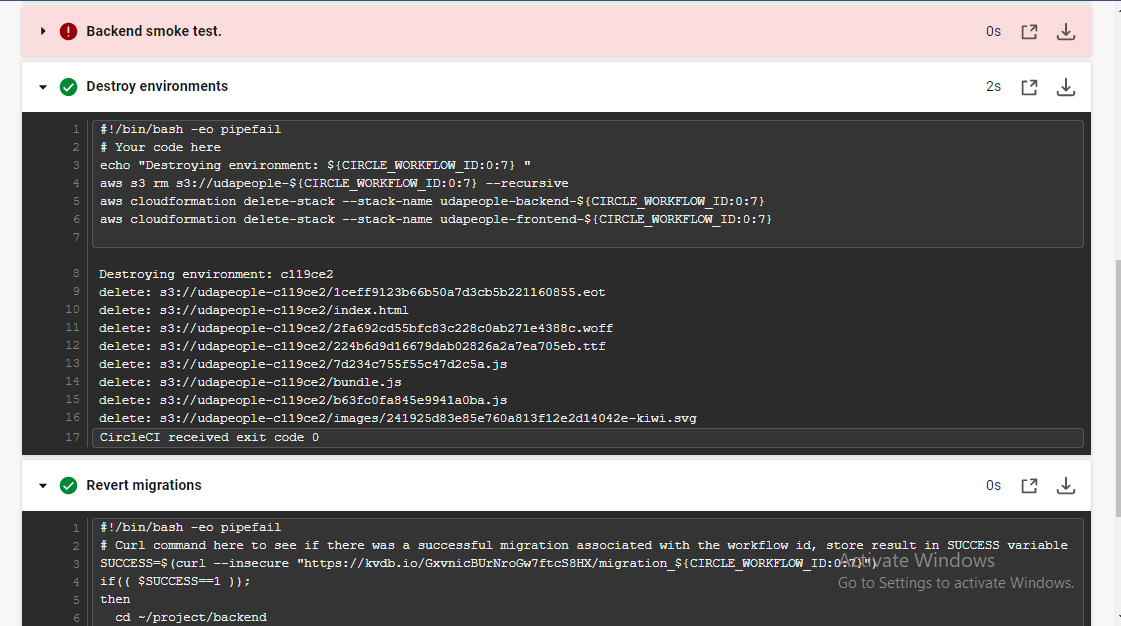 Backend smoke test. 0s
Destroy environments 2s
1 #!/bin/bash -eo pipefail
2 # Your code here
3 echo "Destroying environment: ${CIRCLE_WORKFLOW_ID:0:7} "
4 aws s3 rm s3://udapeople-${CIRCLE_WORKFLOW_ID:0:7} --recursive
5 aws cloudformation delete-stack --stack-name udapeople-backend-${CIRCLE_WORKFLOW_ID:0:7}
6 aws cloudformation delete-stack --stack-name udapeople-frontend-${CIRCLE_WORKFLOW_ID:0:7}
7
8 Destroying environment: c119ce2
9 delete: s3://udapeople-c119ce2/1ceff9123b66b50a7d3cb5b221160855.eot
10 delete: s3://udapeople-c119ce2/index.html
11 delete: s3://udapeople-c119ce2/2fa692cd55bfc83c228c0ab271e4388c.woff
12 delete: s3://udapeople-c119ce2/224b6d9d16679dab02826a2a7ea705eb.ttf
13 delete: s3://udapeople-c119ce2/7d234c755f55c47d2c5a.js
14 delete: s3://udapeople-c119ce2/bundle.js
15 delete: s3://udapeople-c119ce2/b63fc0fa845e9941a0ba.js
16 delete: s3://udapeople-c119ce2/images/241925d83e85e760a813f12e2d14042e-kiwi.svg
17 CircleCI received exit code 0
Revert migrations 0s
1 #!/bin/bash -eo pipefail
2 # Curl command here to see if there was a successful migration associated with the workflow id, store result in SUCCESS variable
3 SUCCESS=$(curl --insecure "https://kvdb.io/GxvnicBUrNroGw7ftcS8HX/migration_${CIRCLE_WORKFLOW_ID:0:7}")
4 if(( $SUCCESS==1 ));
5 then
6 cd ~/project/backend
Activate Windows
Go to Settings to activate Windows.